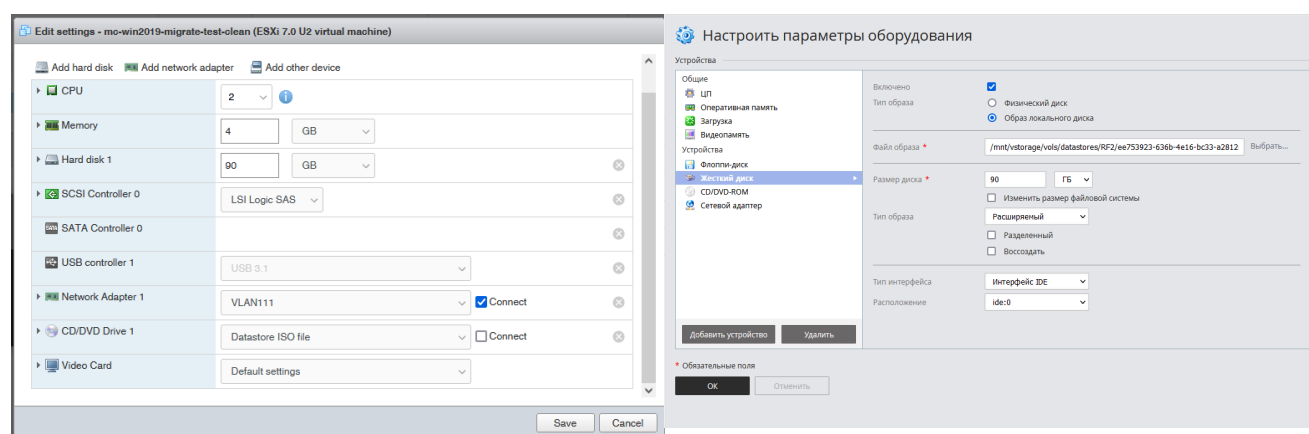 Edit settings - mc-win2019-migrate-test-clean (ESXi 7.0 U2 virtual machine)
Add hard disk Add network adapter Add other device
CPU 2
Memory 4 GB
Hard disk 1 90 GB
SCSI Controller 0 LSI Logic SAS
SATA Controller 0
USB controller 1 USB 3.1
Network Adapter 1 VLAN111 Connect
CD/DVD Drive 1 Datastore ISO file Connect
Video Card Default settings
Save Cancel
Настроить параметры оборудования
Устройства
Общие
ЦП
Оперативная память
Загрузка
Видеопамять
Устройства
Флоппи-диск
Жесткий диск
CD/DVD-ROM
Сетевой адаптер
Добавить устройство Удалить
Включено
Тип образа Физический диск
Образ локального диска
Файл образа * /mnt/vstorage/vols/datastores/RF2/ee753923-636b-4e16-bc33-a2812 Выбрать...
Размер диска * 90 ГБ
Изменить размер файловой системы
Тип образа Расширяемый
Разделенный
Воссоздать
Тип интерфейса Интерфейс IDE
Расположение ide:0
* Обязательные поля
OK Отменить